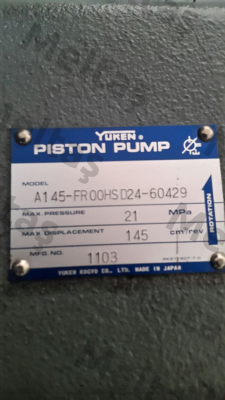 YUKEN®
PISTON PUMP
MODEL A145-FR00HSD24-60429
MAX. PRESSURE 21 MPa
MAX. DISPLACEMENT 145 cm³/rev
MFG. NO. 1103
ROTATION
YUKEN KOGYO CO., LTD. MADE IN JAPAN